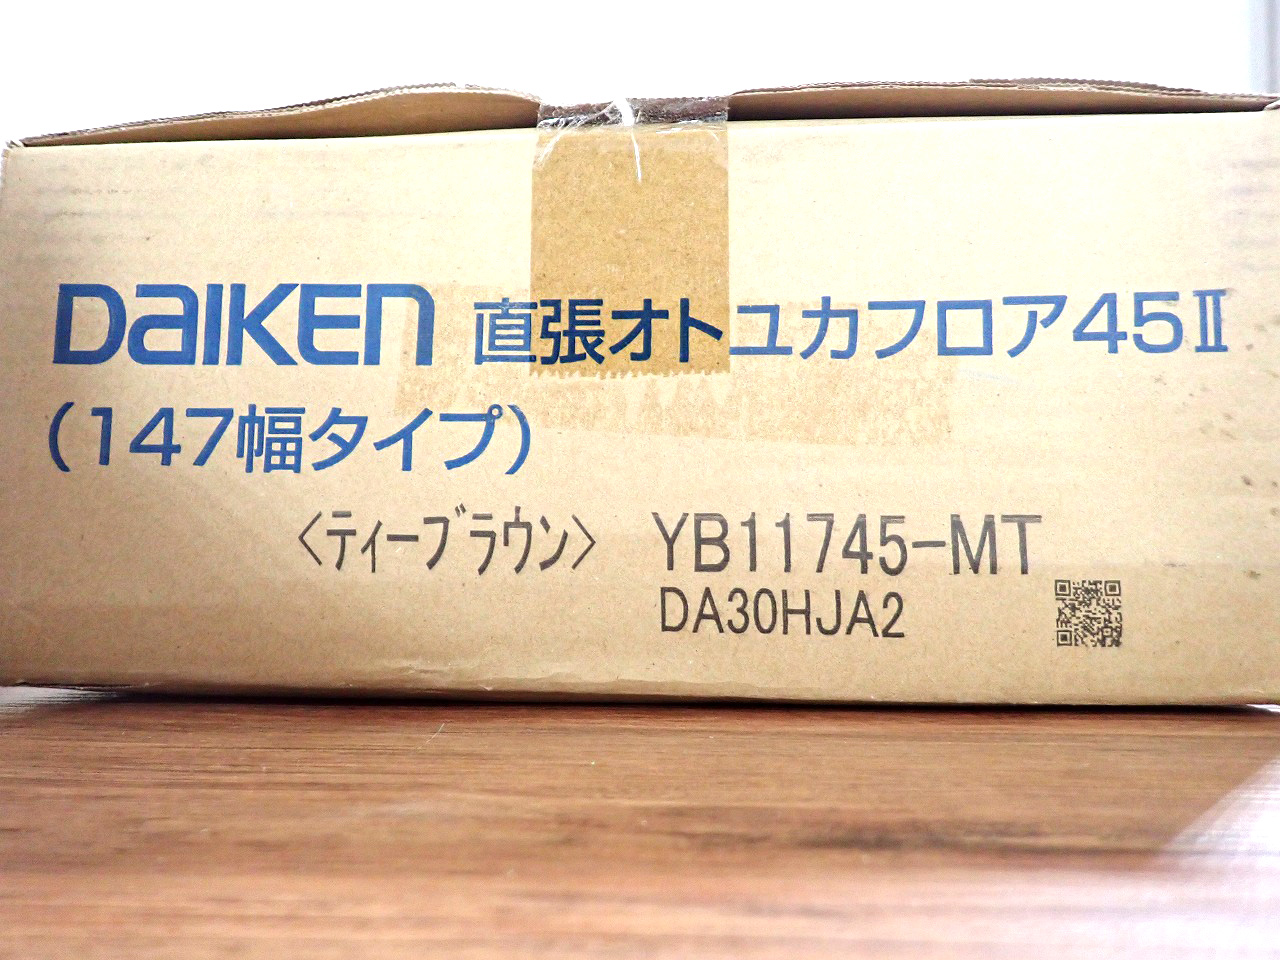 DAIKEN 直張オトユカフロア45Ⅱ
(147幅タイプ)
〈ティーブラウン〉 YB11745-MT
DA30HJA2